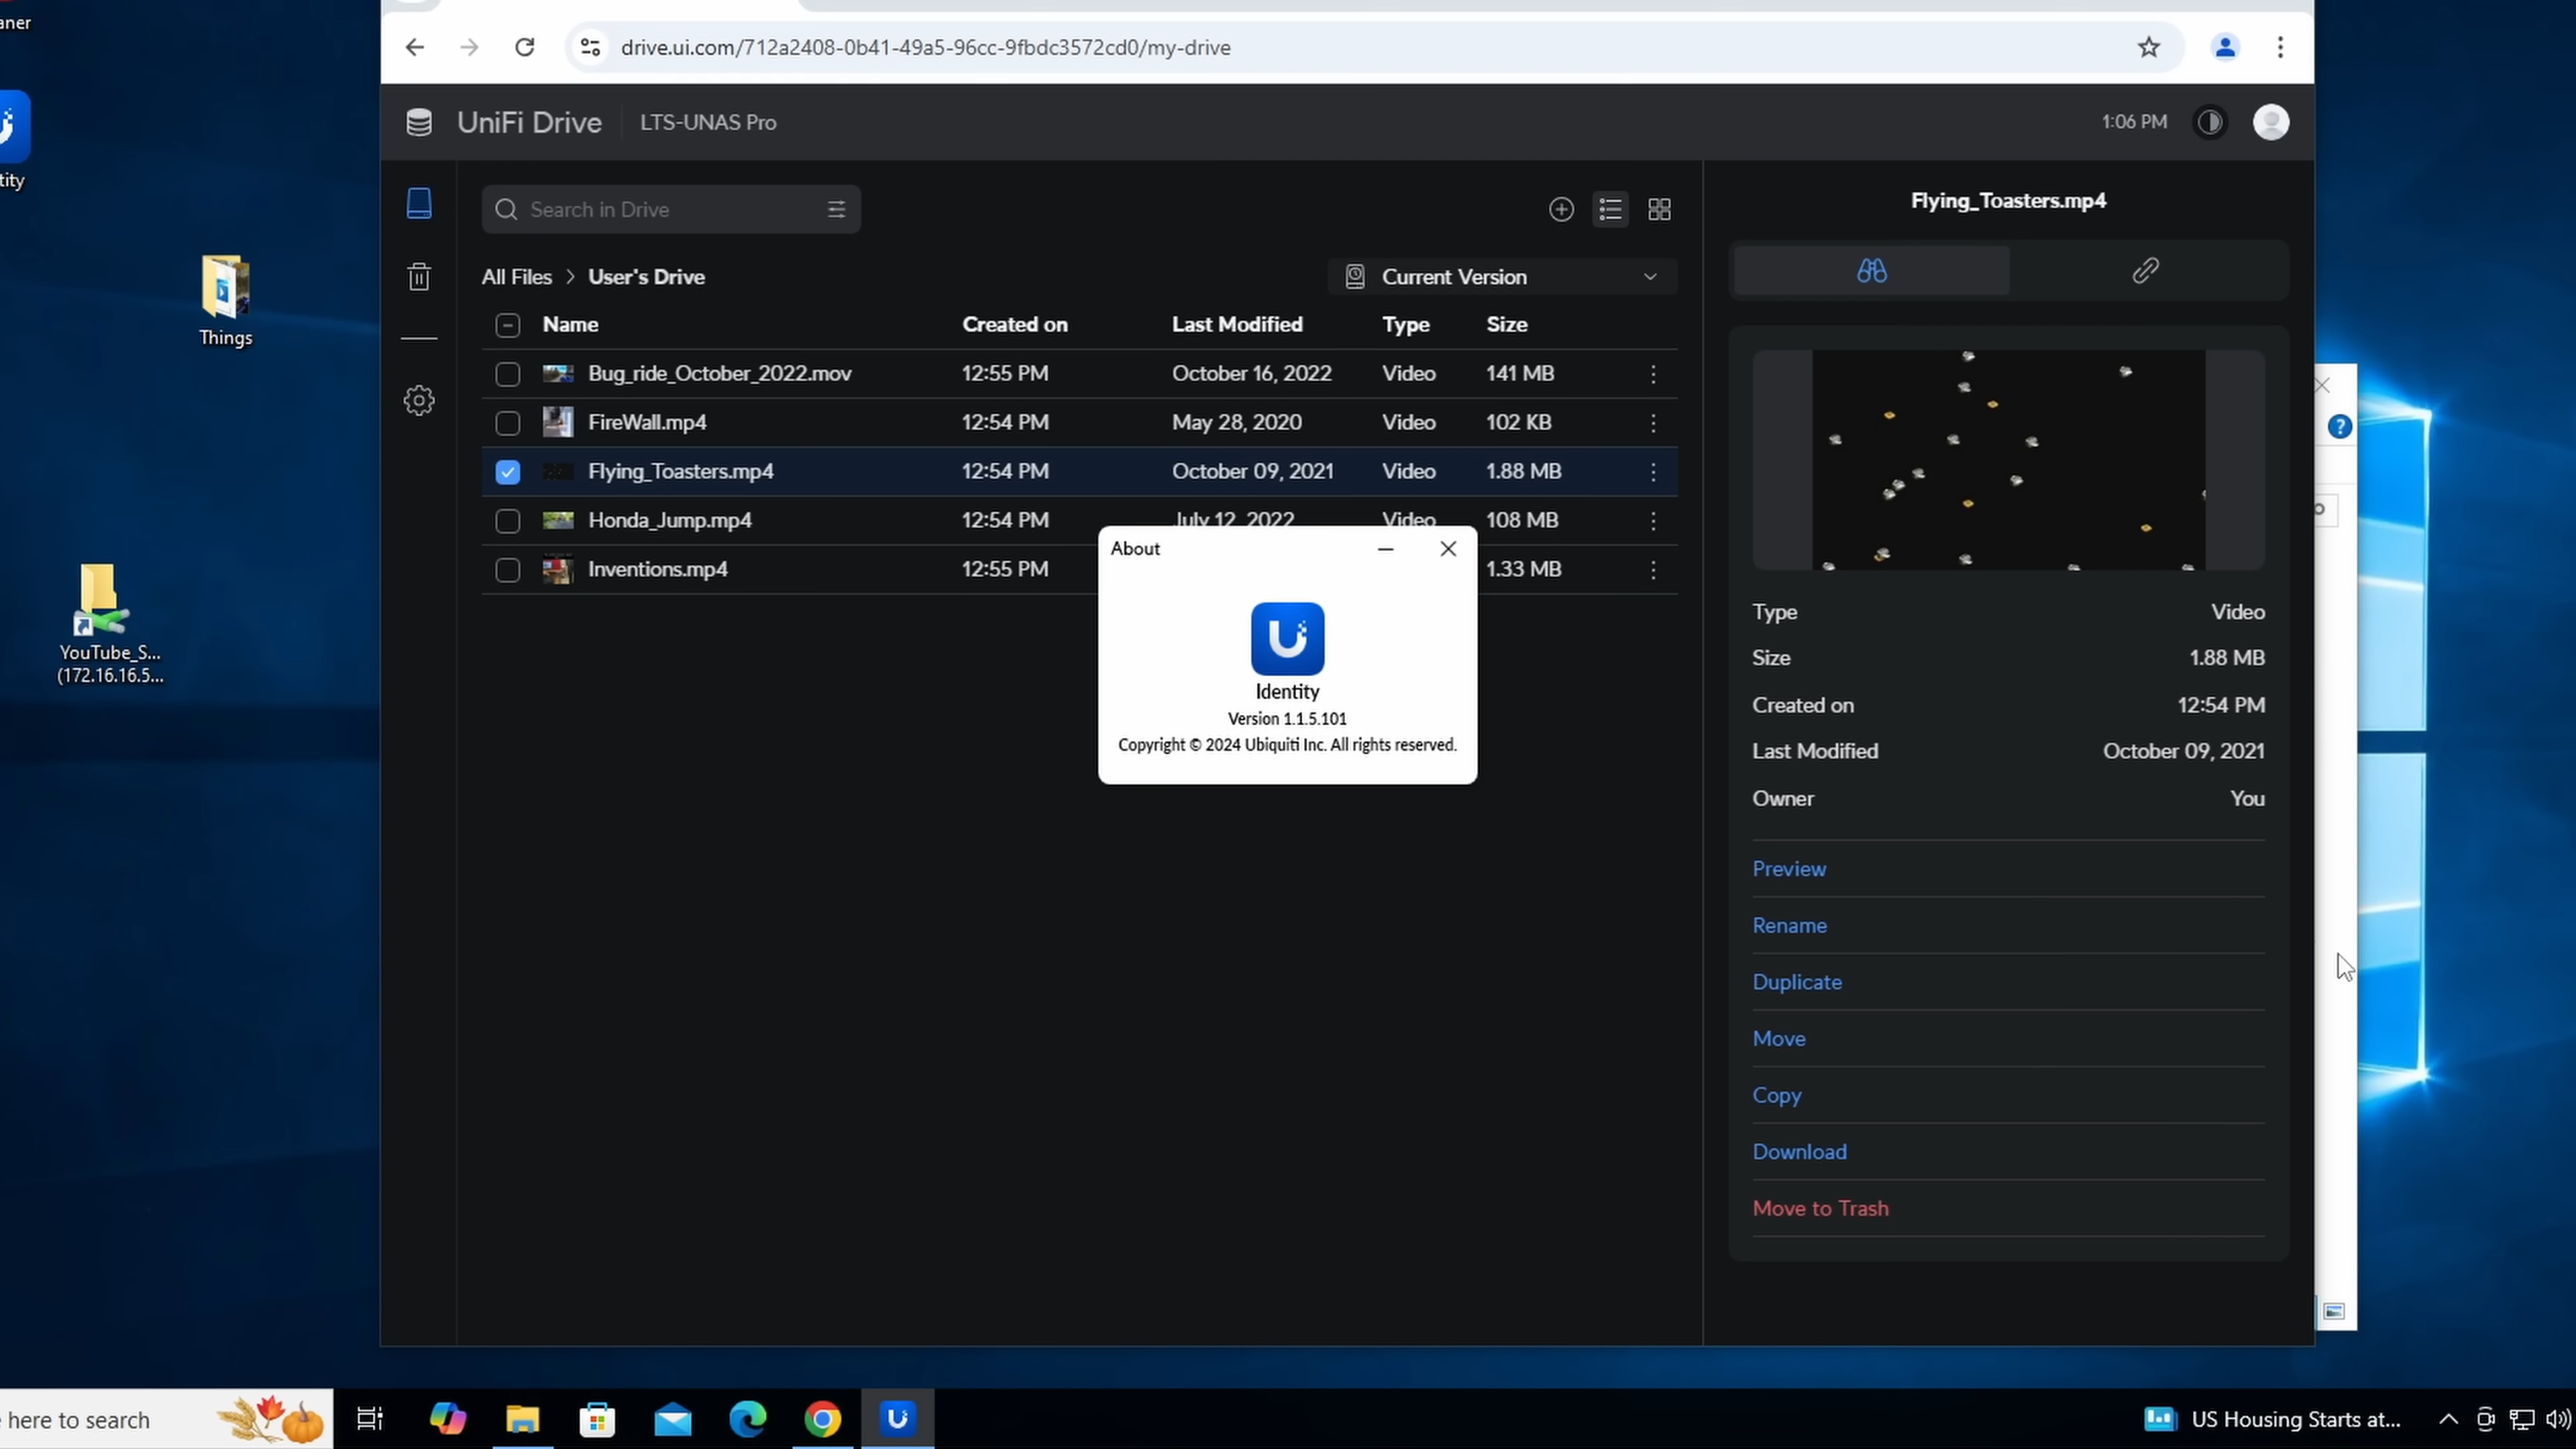 aner
tity
Things
YouTube_S...
(172.16.16.5...
drive.ui.com/712a2408-0b41-49a5-96cc-9fbdc3572cd0/my-drive
UniFi Drive
LTS-UNAS Pro
1:06 PM
Search in Drive
All Files > User's Drive
Current Version
Name Created on Last Modified Type Size
Bug_ride_October_2022.mov 12:55 PM October 16, 2022 Video 141 MB
FireWall.mp4 12:54 PM May 28, 2020 Video 102 KB
Flying_Toasters.mp4 12:54 PM October 09, 2021 Video 1.88 MB
Honda_Jump.mp4 12:54 PM July 12, 2022 Video 108 MB
Inventions.mp4 12:55 PM 1.33 MB
About
Identity
Version 1.1.5.101
Copyright © 2024 Ubiquiti Inc. All rights reserved.
Flying_Toasters.mp4
Type Video
Size 1.88 MB
Created on 12:54 PM
Last Modified October 09, 2021
Owner You
Preview
Rename
Duplicate
Move
Copy
Download
Move to Trash
here to search
US Housing Starts at...